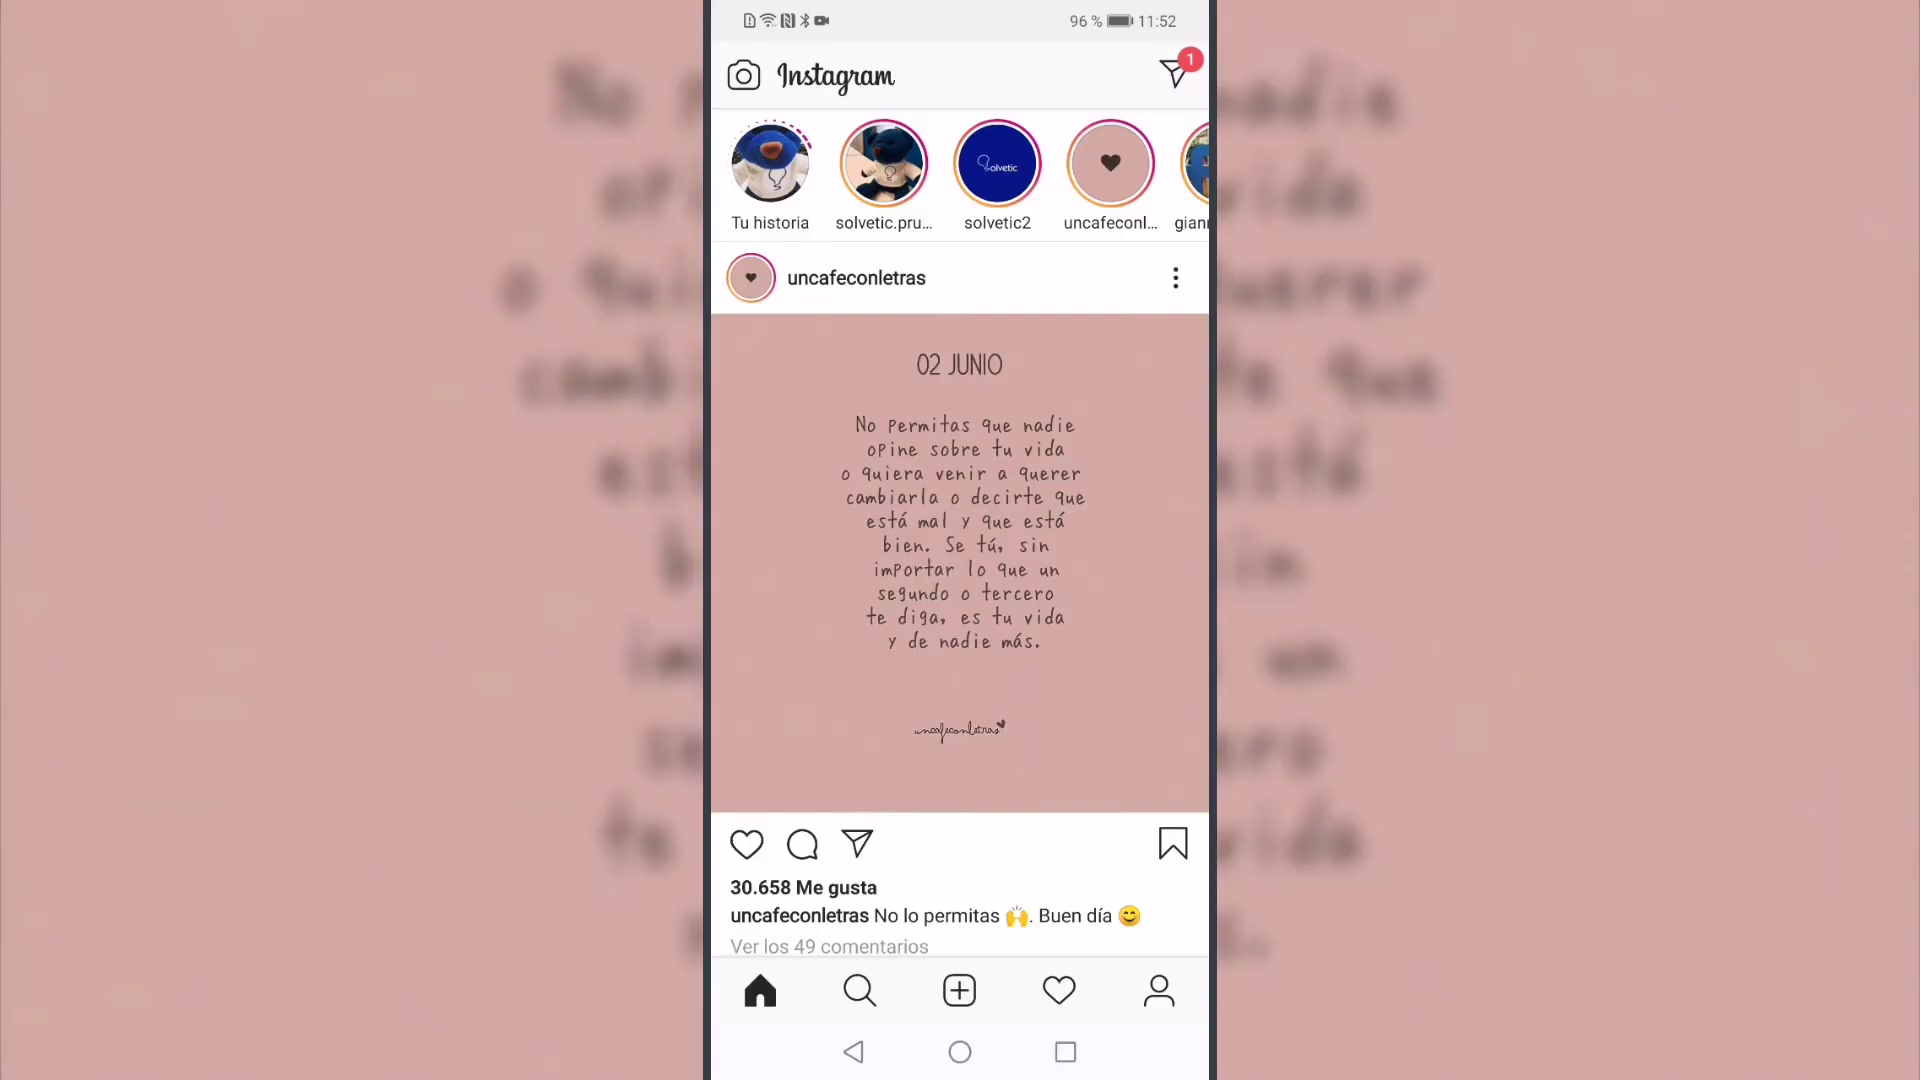 96 % 11:52
Instagram
1
Tu historia
solvetic.pru...
solvetic2
uncafeconl...
giann
olvetic
uncafeconletras
02 JUNIO
No permitas que nadie
opine sobre tu vida
o quiera venir a querer
cambiarla o decirte que
está mal y que está
bien. Se tú, sin
importar lo que un
segundo o tercero
te diga, es tu vida
y de nadie más.
uncafeconletras
30.658 Me gusta
uncafeconletras No lo permitas 🙌. Buen día 😊
Ver los 49 comentarios